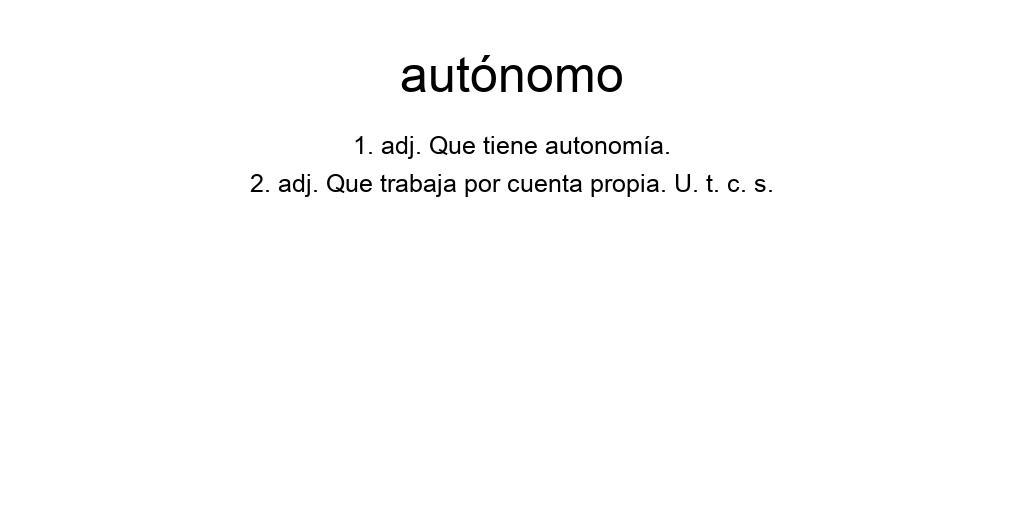 autónomo
1. adj. Que tiene autonomía.
2. adj. Que trabaja por cuenta propia. U. t. c. s.